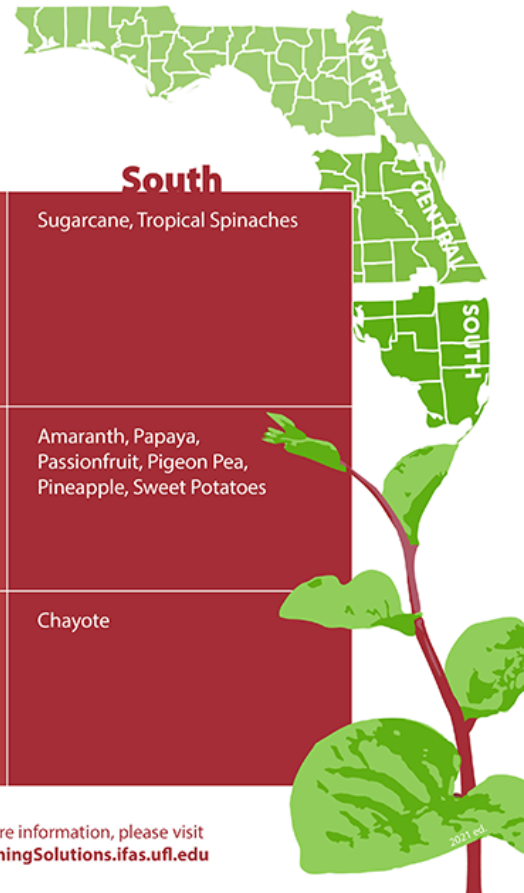 NORTH
CENTRAL
SOUTH
South
Sugarcane, Tropical Spinaches
Amaranth, Papaya,
Passionfruit, Pigeon Pea,
Pineapple, Sweet Potatoes
Chayote
re information, please visit
ningSolutions.ifas.ufl.edu
2021 ed.